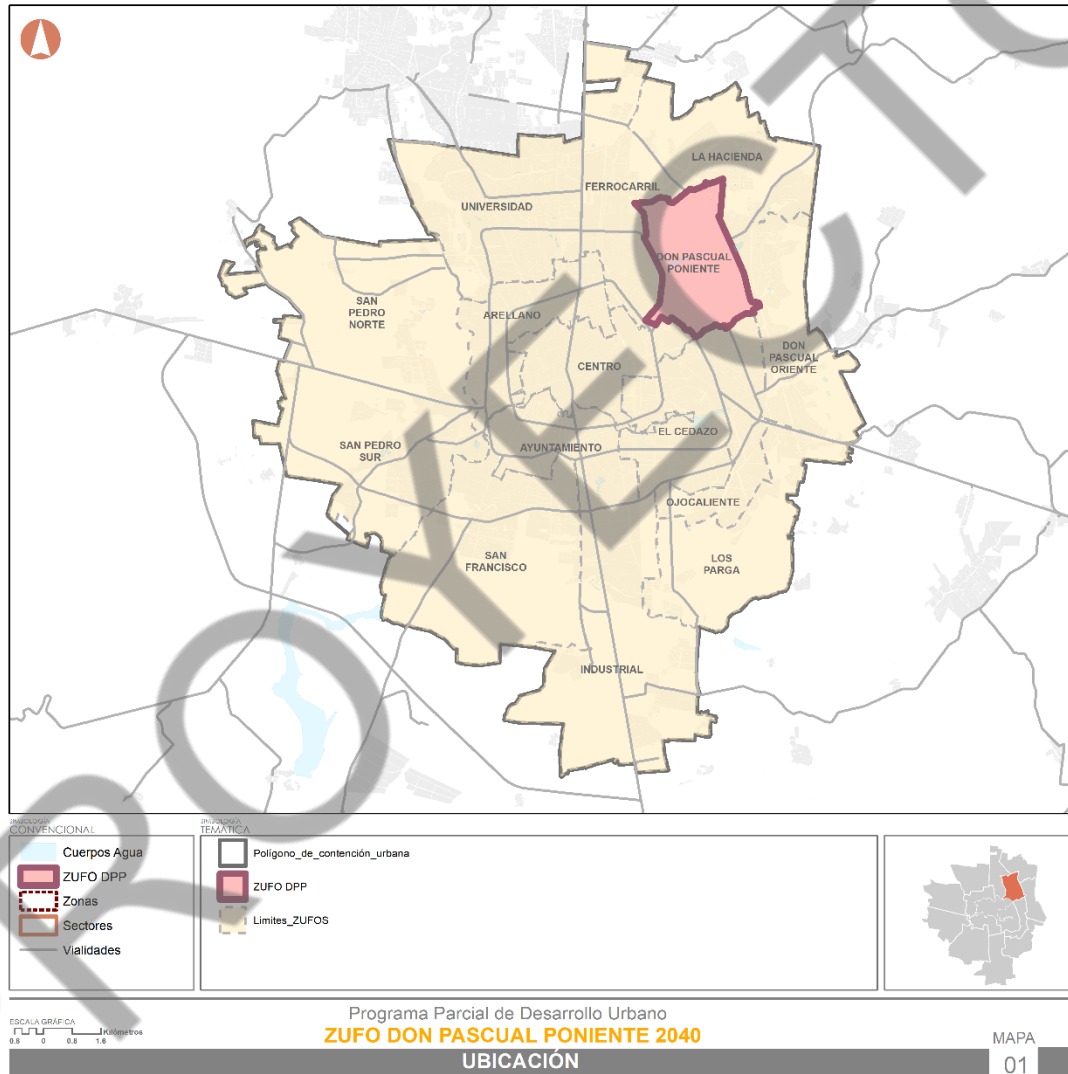 LA HACIENDA
FERROCARRIL
UNIVERSIDAD
DON PASCUAL
PONIENTE
SAN
PEDRO
NORTE
ARELLANO
DON
PASCUAL
ORIENTE
CENTRO
EL CEDAZO
SAN PEDRO
SUR
AYUNTAMIENTO
OJOCALIENTE
SAN
FRANCISCO
LOS
PARGA
INDUSTRIAL
PROYECTO
SIMBOLOGÍA
CONVENCIONAL
Cuerpos Agua
ZUFO DPP
Zonas
Sectores
Vialidades
SIMBOLOGÍA
TEMÁTICA
Polígono_de_contención_urbana
ZUFO DPP
Limites_ZUFOS
ESCALA GRÁFICA
Kilómetros
0.8 0 0.8 1.6
Programa Parcial de Desarrollo Urbano
ZUFO DON PASCUAL PONIENTE 2040
UBICACIÓN
MAPA
01